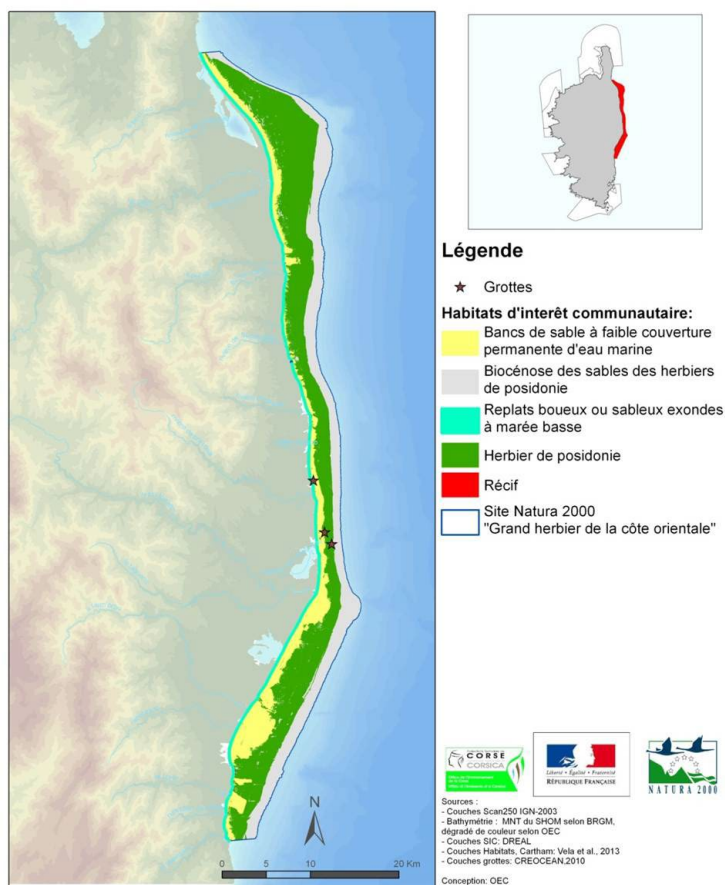 Légende
Grottes
Habitats d'interêt communautaire:
Bancs de sable à faible couverture
permanente d'eau marine
Biocénose des sables des herbiers
de posidonie
Replats boueux ou sableux exondes
à marée basse
Herbier de posidonie
Récif
Site Natura 2000
"Grand herbier de la côte orientale"
N
0 5 10 20 Km
CORSE
CORSICA
Liberté • Égalité • Fraternité
RÉPUBLIQUE FRANÇAISE
NATURA 2000
Sources :
- Couches Scan250 IGN-2003
- Bathymétrie : MNT du SHOM selon BRGM,
dégradé de couleur selon OEC
- Couches SIC: DREAL
- Couches Habitats, Cartham: Vela et al., 2013
- Couches grottes: CREOCEAN,2010
Conception: OEC